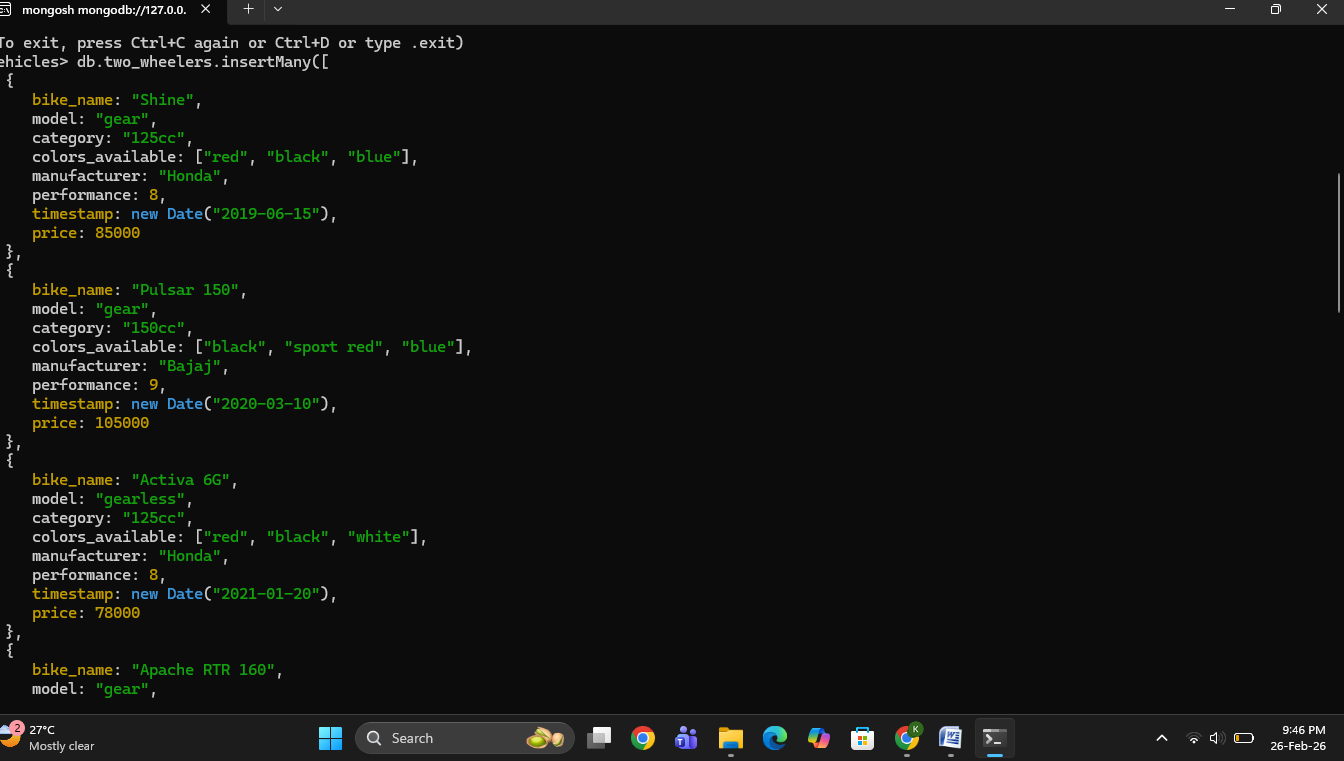 mongosh mongodb://127.0.0.
To exit, press Ctrl+C again or Ctrl+D or type .exit)
ehicles> db.two_wheelers.insertMany([
{
bike_name: "Shine",
model: "gear",
category: "125cc",
colors_available: ["red", "black", "blue"],
manufacturer: "Honda",
performance: 8,
timestamp: new Date("2019-06-15"),
price: 85000
},
{
bike_name: "Pulsar 150",
model: "gear",
category: "150cc",
colors_available: ["black", "sport red", "blue"],
manufacturer: "Bajaj",
performance: 9,
timestamp: new Date("2020-03-10"),
price: 105000
},
{
bike_name: "Activa 6G",
model: "gearless",
category: "125cc",
colors_available: ["red", "black", "white"],
manufacturer: "Honda",
performance: 8,
timestamp: new Date("2021-01-20"),
price: 78000
},
{
bike_name: "Apache RTR 160",
model: "gear",
2
27°C
Mostly clear
Search
K
9:46 PM
26-Feb-26